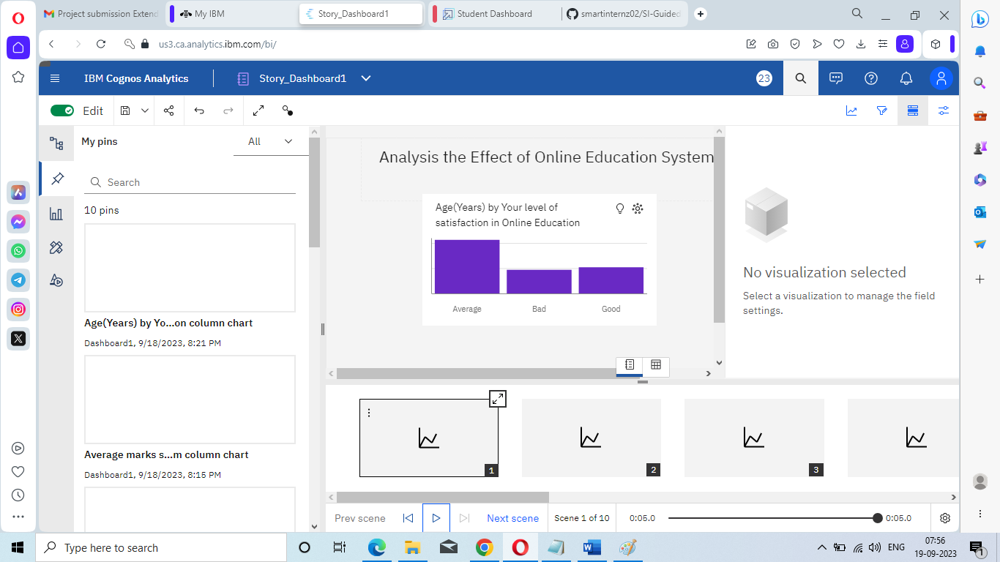 Project submission Extend
My IBM
Story_Dashboard1
Student Dashboard
smartinternz02/SI-Guided
us3.ca.analytics.ibm.com/bi/
IBM Cognos Analytics
Story_Dashboard1
23
Edit
My pins
All
Search
10 pins
Age(Years) by Yo...on column chart
Dashboard1, 9/18/2023, 8:21 PM
Average marks s...m column chart
Dashboard1, 9/18/2023, 8:15 PM
Analysis the Effect of Online Education System
Age(Years) by Your level of
satisfaction in Online Education
Average
Bad
Good
No visualization selected
Select a visualization to manage the field
settings.
1
2
3
Prev scene
Next scene
Scene 1 of 10
0:05.0
0:05.0
Type here to search
ENG
07:56
19-09-2023
1